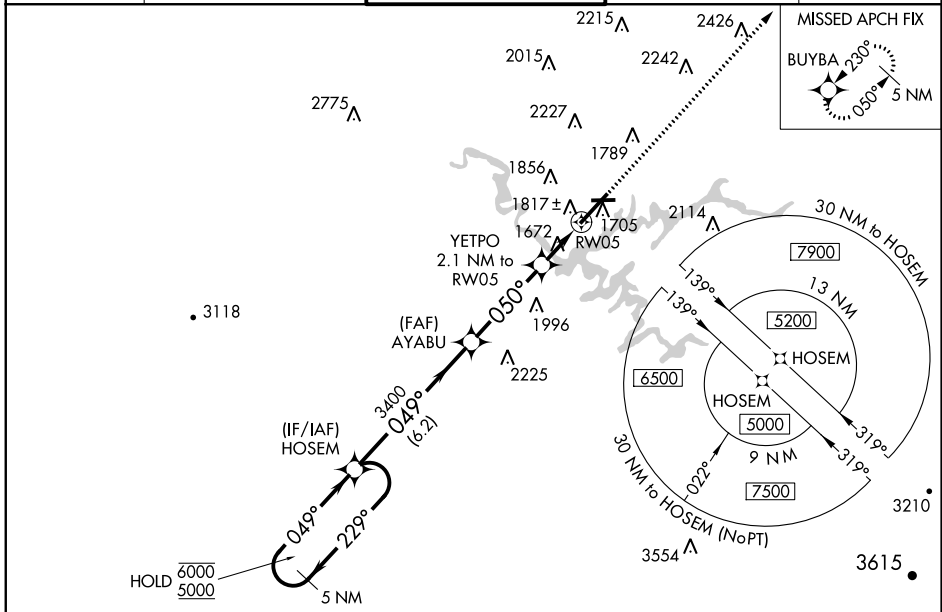 MISSED APCH FIX
BUYBA
230°
050°
5 NM
2215
2426
2015
2242
2775
2227
1789
1856
1817±
1705
1672
RW05
2114
YETPO
2.1 NM to
RW05
050°
1996
(FAF)
AYABU
2225
3118
3400
049°
(6.2)
(IF/IAF)
HOSEM
049°
229°
HOLD
6000
5000
5 NM
30 NM to HOSEM
7900
13 NM
139°
5200
HOSEM
319°
139°
6500
HOSEM
5000
9 NM
319°
022°
7500
30 NM to HOSEM (NoPT)
3554
3210
3615